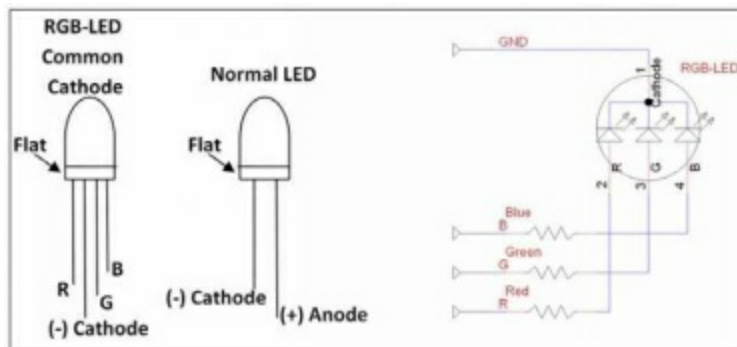 RGB-LED
Common
Cathode
Flat
R
B
G
(-) Cathode
Normal LED
Flat
(-) Cathode
(+) Anode
GND
1
Cathode
RGB-LED
R
G
B
2
3
4
Blue
B
Green
G
Red
R